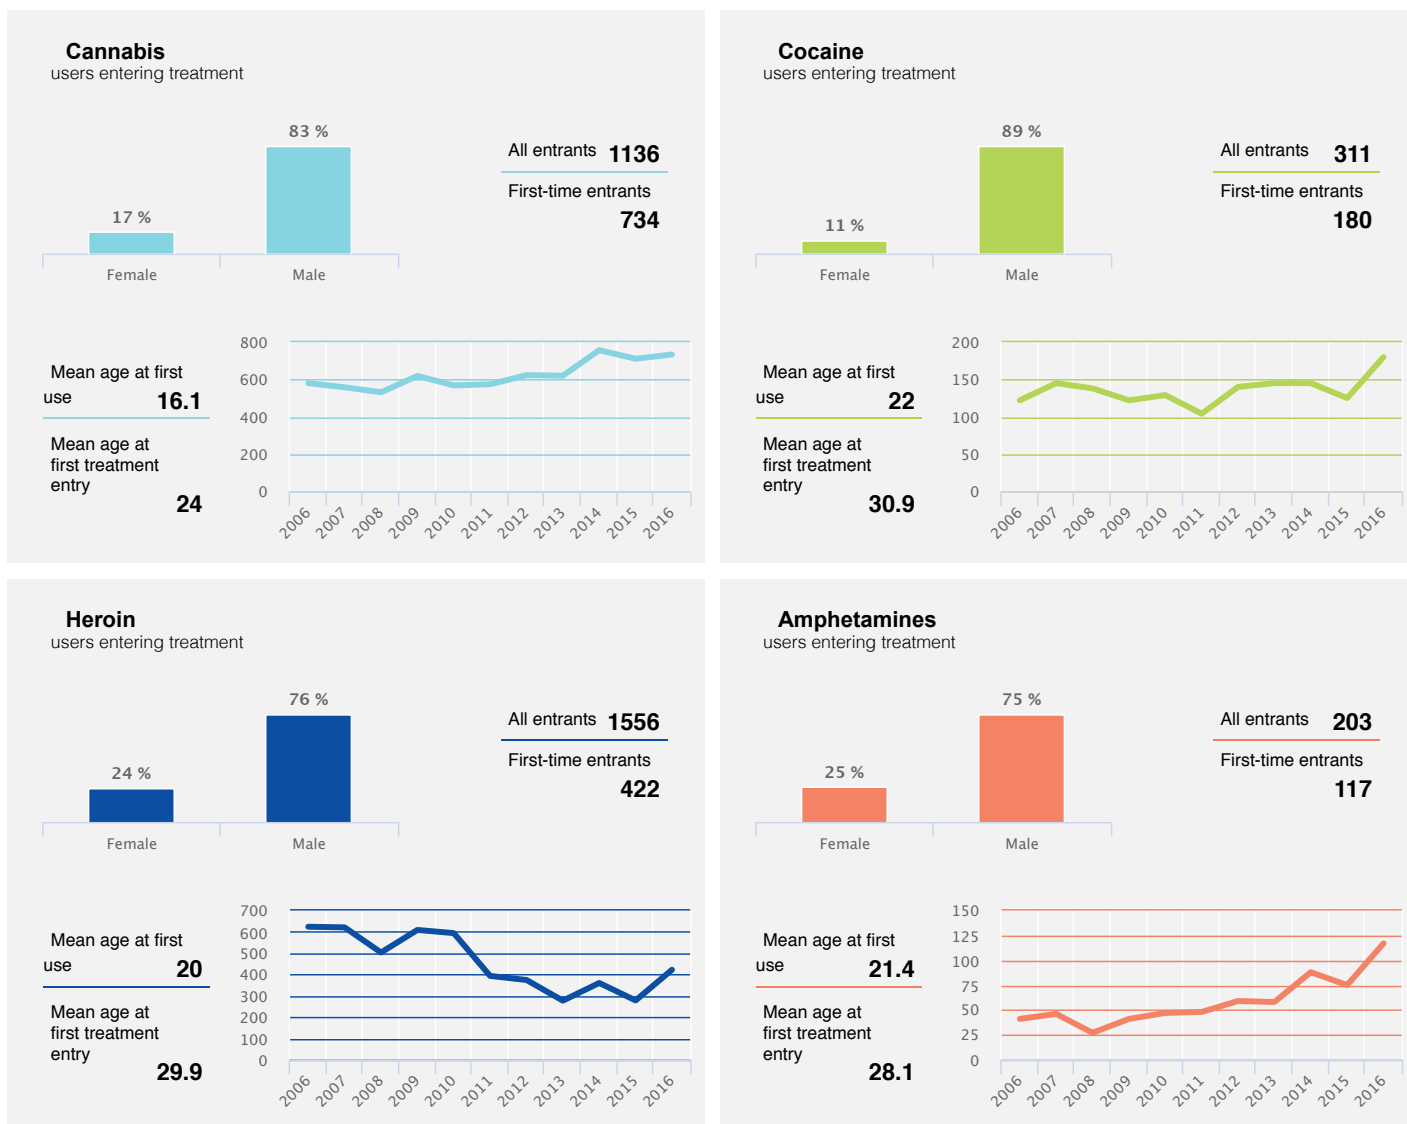 Cannabis
users entering treatment
83 %
17 %
Female
Male
All entrants 1136
First-time entrants
734
Mean age at first
use 16.1
Mean age at
first treatment
entry
24
800
600
400
200
0
2006 2007 2008 2009 2010 2011 2012 2013 2014 2015 2016
Cocaine
users entering treatment
89 %
11 %
Female
Male
All entrants 311
First-time entrants
180
Mean age at first
use 22
Mean age at
first treatment
entry
30.9
200
150
100
50
0
2006 2007 2008 2009 2010 2011 2012 2013 2014 2015 2016
Heroin
users entering treatment
76 %
24 %
Female
Male
All entrants 1556
First-time entrants
422
Mean age at first
use 20
Mean age at
first treatment
entry
29.9
700
600
500
400
300
200
100
0
2006 2007 2008 2009 2010 2011 2012 2013 2014 2015 2016
Amphetamines
users entering treatment
75 %
25 %
Female
Male
All entrants 203
First-time entrants
117
Mean age at first
use 21.4
Mean age at
first treatment
entry
28.1
150
125
100
75
50
25
0
2006 2007 2008 2009 2010 2011 2012 2013 2014 2015 2016